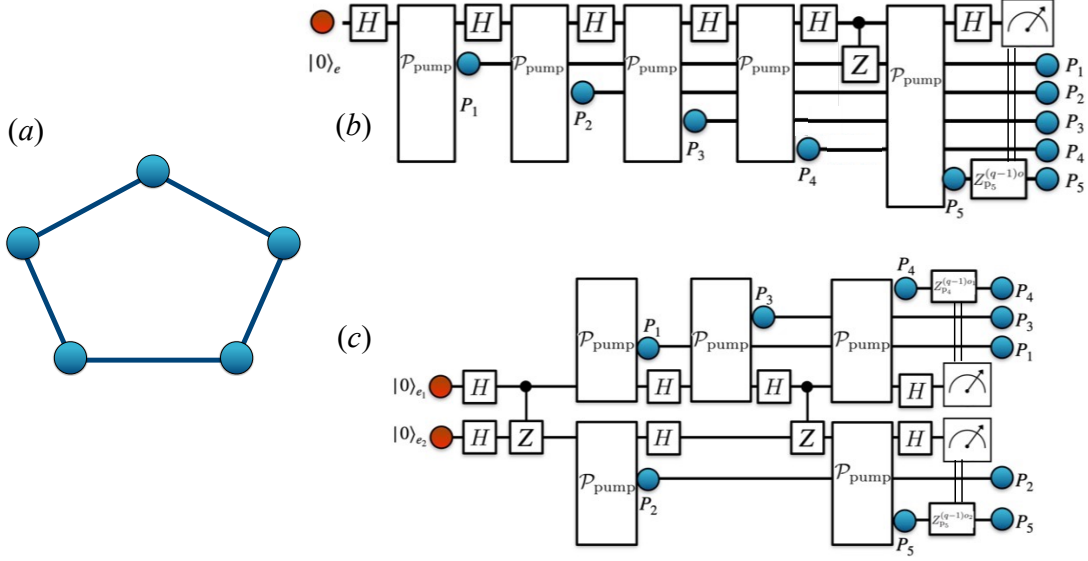 (a)
(b)
|0⟩_e H 𝒫_pump H 𝒫_pump H 𝒫_pump H 𝒫_pump H Z 𝒫_pump H
P_1 P_2 P_3 P_4 P_5
Z_{p_5}^{(q-1)o}
P_1
P_2
P_3
P_4
P_5
(c)
P_4 Z_{p_4}^{(q-1)o_1} P_4
P_3 P_3
P_1 P_1
𝒫_pump 𝒫_pump 𝒫_pump
|0⟩_{e_1} H H H H
|0⟩_{e_2} H Z H Z H
𝒫_pump 𝒫_pump
P_2 P_2
P_5 Z_{p_5}^{(q-1)o_2} P_5